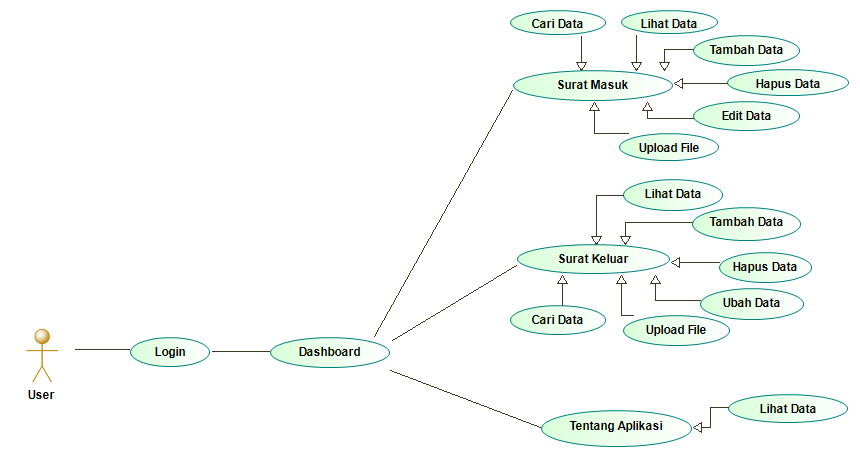 Cari Data
Lihat Data
Tambah Data
Surat Masuk
Hapus Data
Edit Data
Upload File
Lihat Data
Tambah Data
Surat Keluar
Hapus Data
Ubah Data
Cari Data
Upload File
Login
Dashboard
User
Lihat Data
Tentang Aplikasi